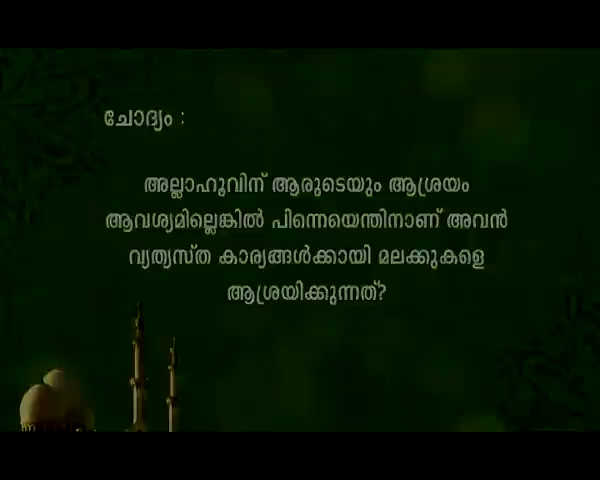 ചോദ്യം :
അല്ലാഹുവിന് ആരുടെയും ആശ്രയം
ആവശ്യമില്ലെങ്കിൽ പിന്നെയെന്തിനാണ് അവൻ
വ്യത്യസ്ത കാര്യങ്ങൾക്കായി മലക്കുകളെ
ആശ്രയിക്കുന്നത്?